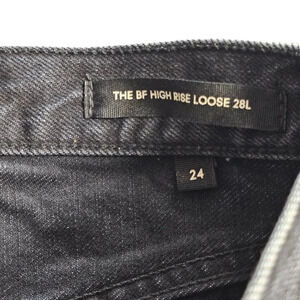 THE BF HIGH RISE LOOSE 28L
24